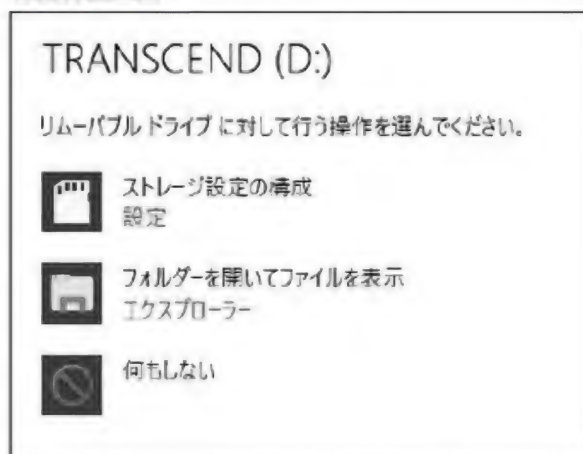 TRANSCEND (D:)
リムーバブル ドライブ に対して行う操作を選んでください。
ストレージ設定の構成
設定
フォルダーを開いてファイルを表示
エクスプローラー
何もしない